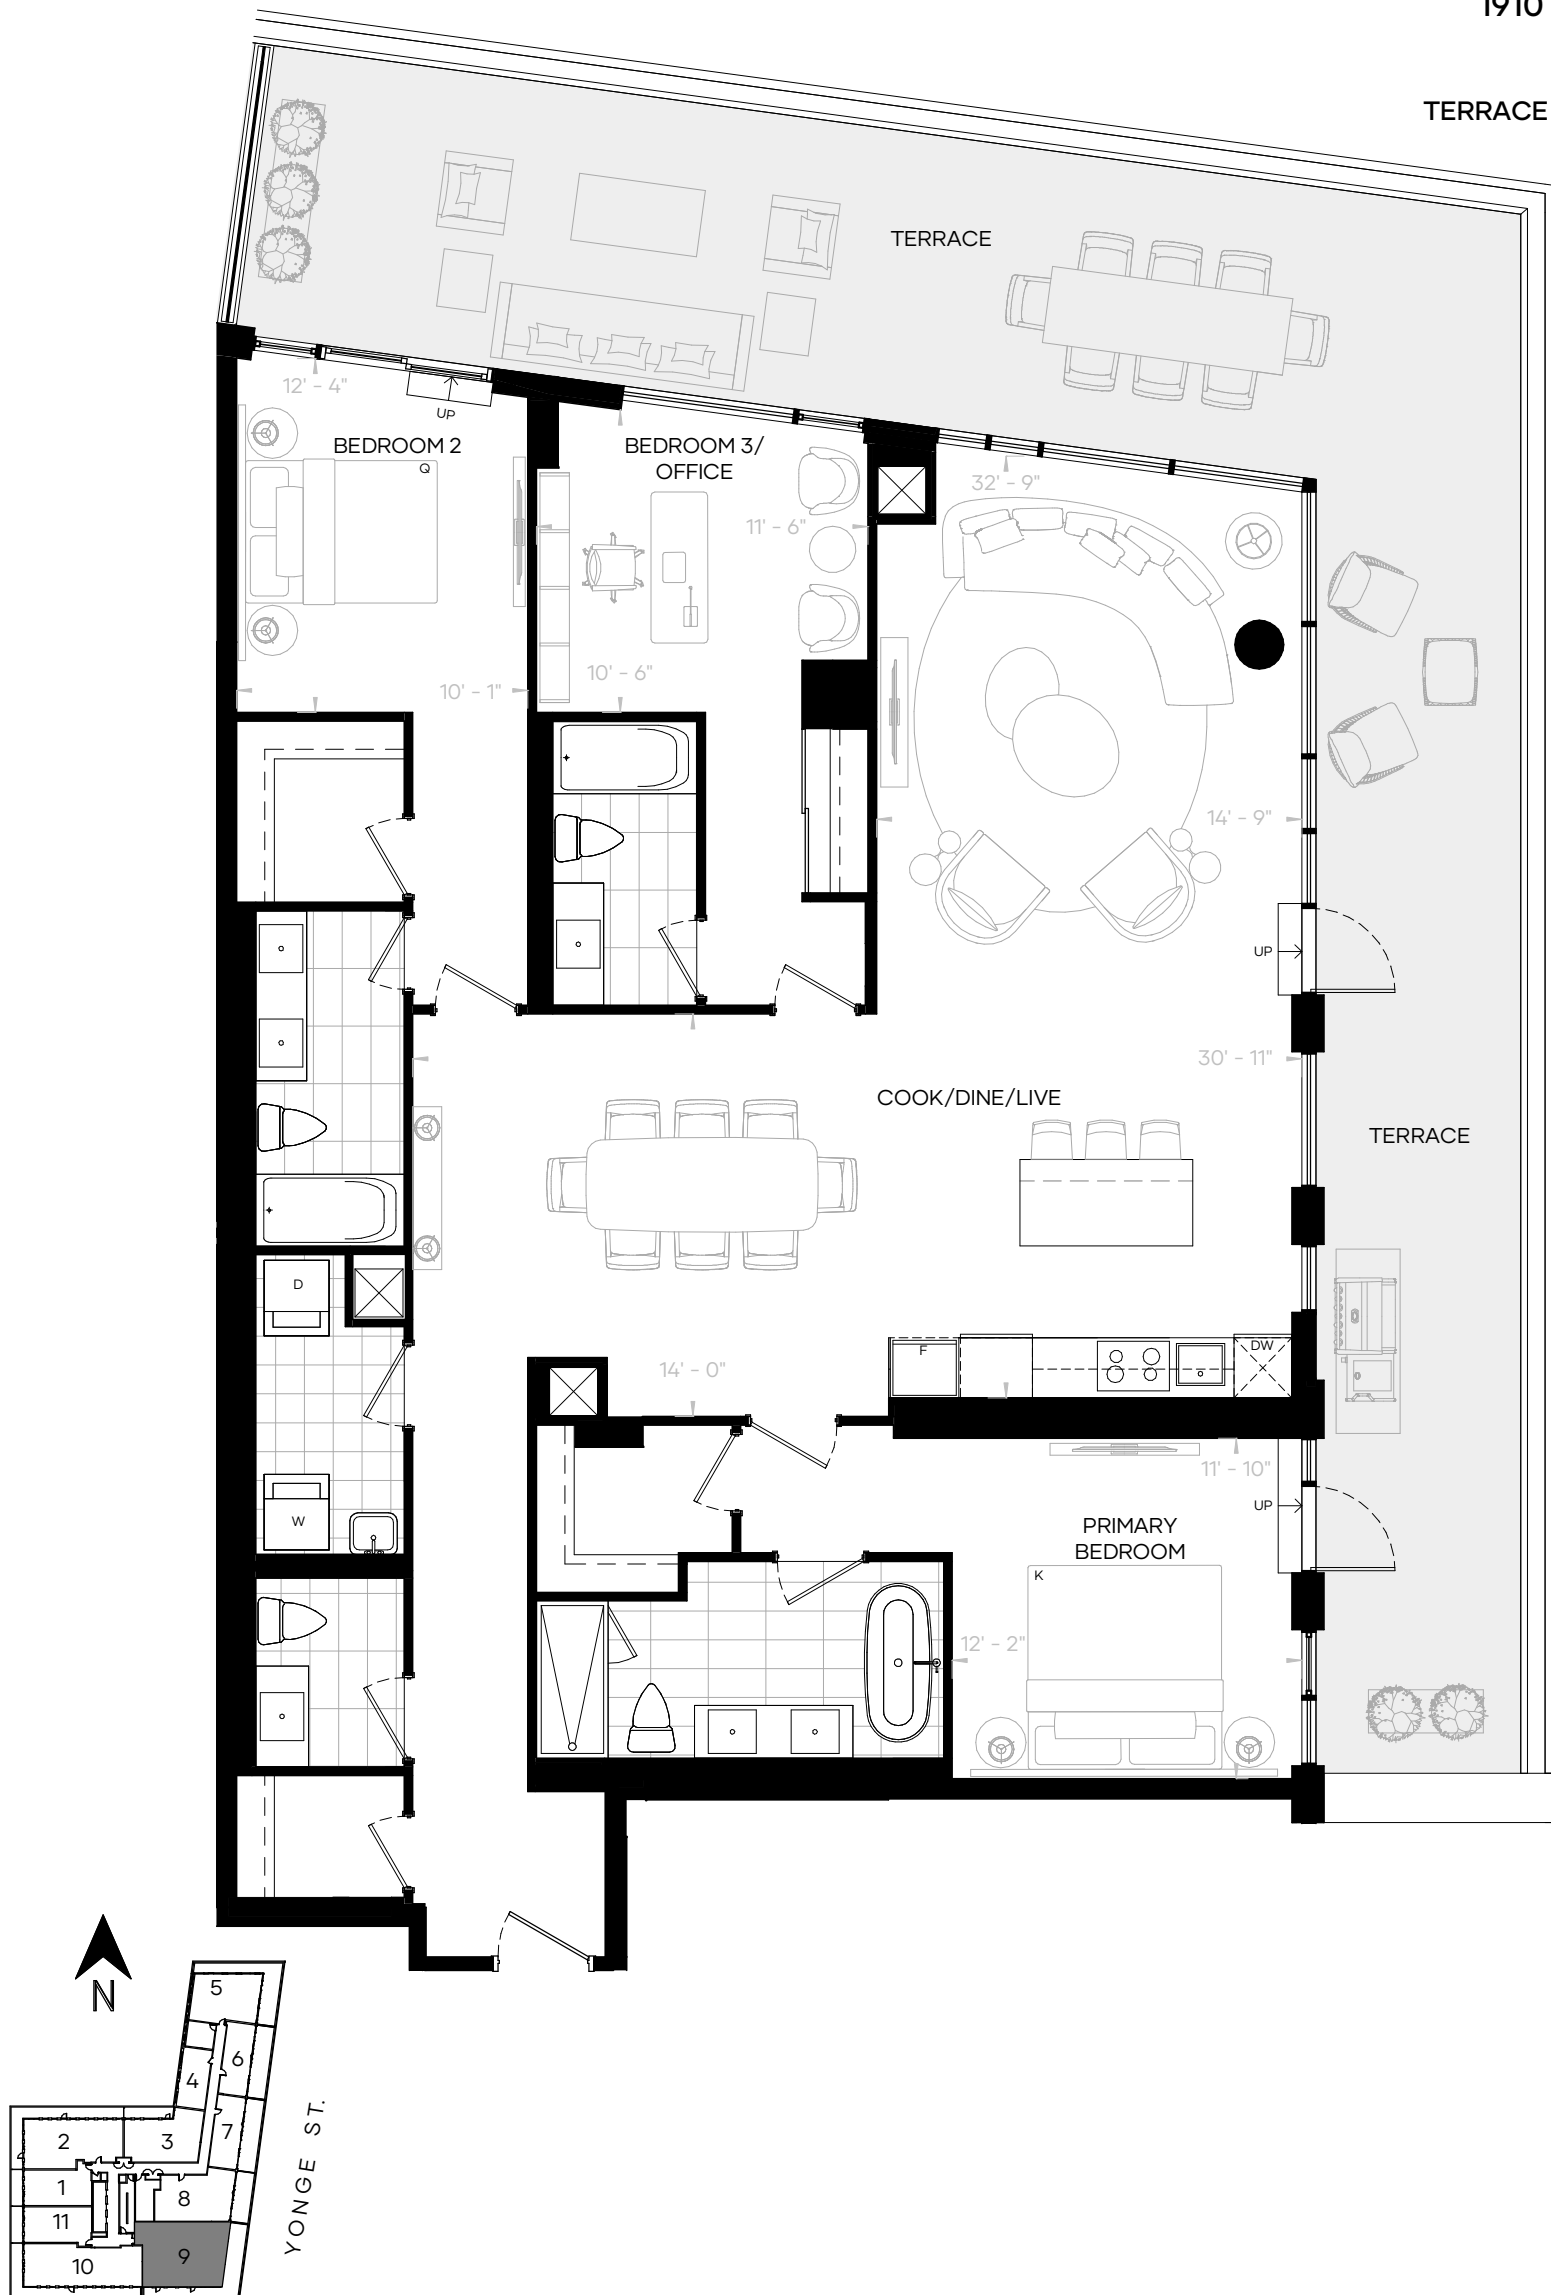 1910
TERRACE
TERRACE
12' - 4"
UP
BEDROOM 2
Q
BEDROOM 3/
OFFICE
32' - 9"
11' - 6"
10' - 6"
10' - 1"
14' - 9"
UP
30' - 11"
COOK/DINE/LIVE
TERRACE
D
F
DW
14' - 0"
11' - 10"
UP
W
PRIMARY
BEDROOM
K
12' - 2"
N
5
6
4
7
2
3
1
8
11
9
10
YONGE ST.